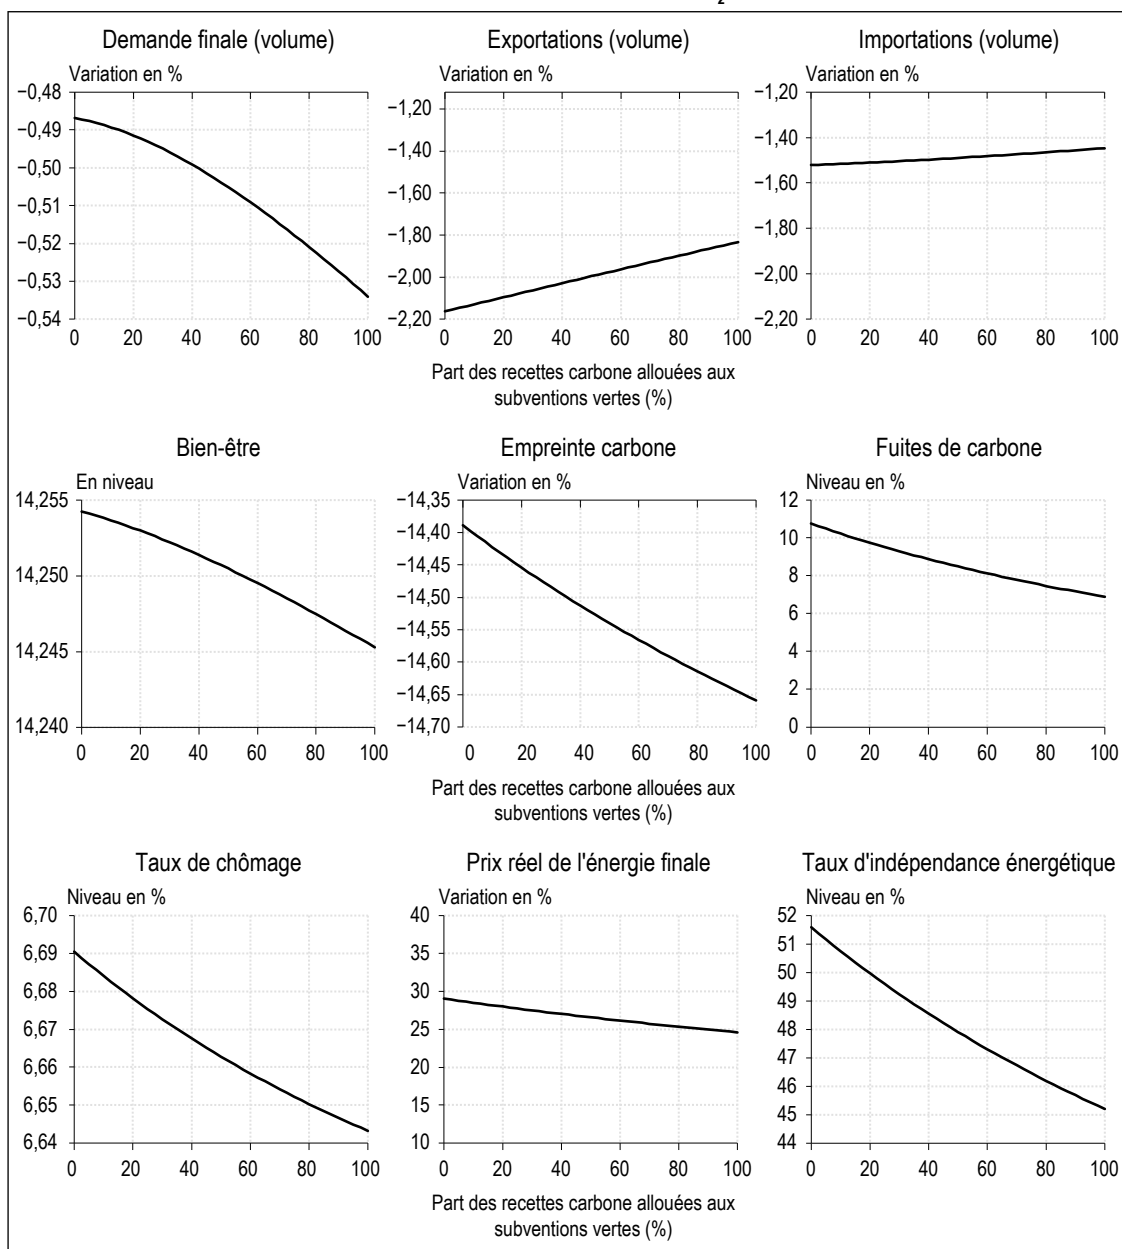 2
Demande finale (volume)
Exportations (volume)
Importations (volume)
Variation en %
Variation en %
Variation en %
−0,48
−0,49
−0,50
−0,51
−0,52
−0,53
−0,54
0 20 40 60 80 100
−1,20
−1,40
−1,60
−1,80
−2,00
−2,20
0 20 40 60 80 100
−1,20
−1,40
−1,60
−1,80
−2,00
−2,20
0 20 40 60 80 100
Part des recettes carbone allouées aux
subventions vertes (%)
Bien-être
Empreinte carbone
Fuites de carbone
En niveau
Variation en %
Niveau en %
14,255
14,250
14,245
14,240
0 20 40 60 80 100
−14,35
−14,40
−14,45
−14,50
−14,55
−14,60
−14,65
−14,70
0 20 40 60 80 100
12
10
8
6
4
2
0
0 20 40 60 80 100
Part des recettes carbone allouées aux
subventions vertes (%)
Taux de chômage
Prix réel de l'énergie finale
Taux d'indépendance énergétique
Niveau en %
Variation en %
Niveau en %
6,70
6,69
6,68
6,67
6,66
6,65
6,64
0 20 40 60 80 100
40
35
30
25
20
15
10
0 20 40 60 80 100
52
51
50
49
48
47
46
45
44
0 20 40 60 80 100
Part des recettes carbone allouées aux
subventions vertes (%)